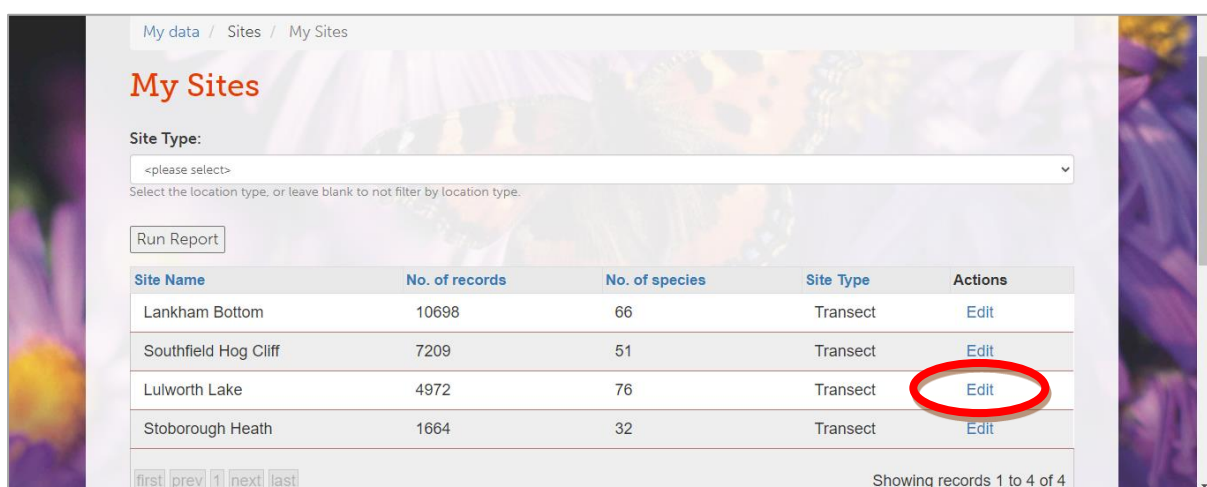 My data / Sites / My Sites
My Sites
Site Type:
<please select>
Select the location type, or leave blank to not filter by location type.
Run Report
Site Name No. of records No. of species Site Type Actions
Lankham Bottom 10698 66 Transect Edit
Southfield Hog Cliff 7209 51 Transect Edit
Lulworth Lake 4972 76 Transect Edit
Stoborough Heath 1664 32 Transect Edit
first prev 1 next last Showing records 1 to 4 of 4